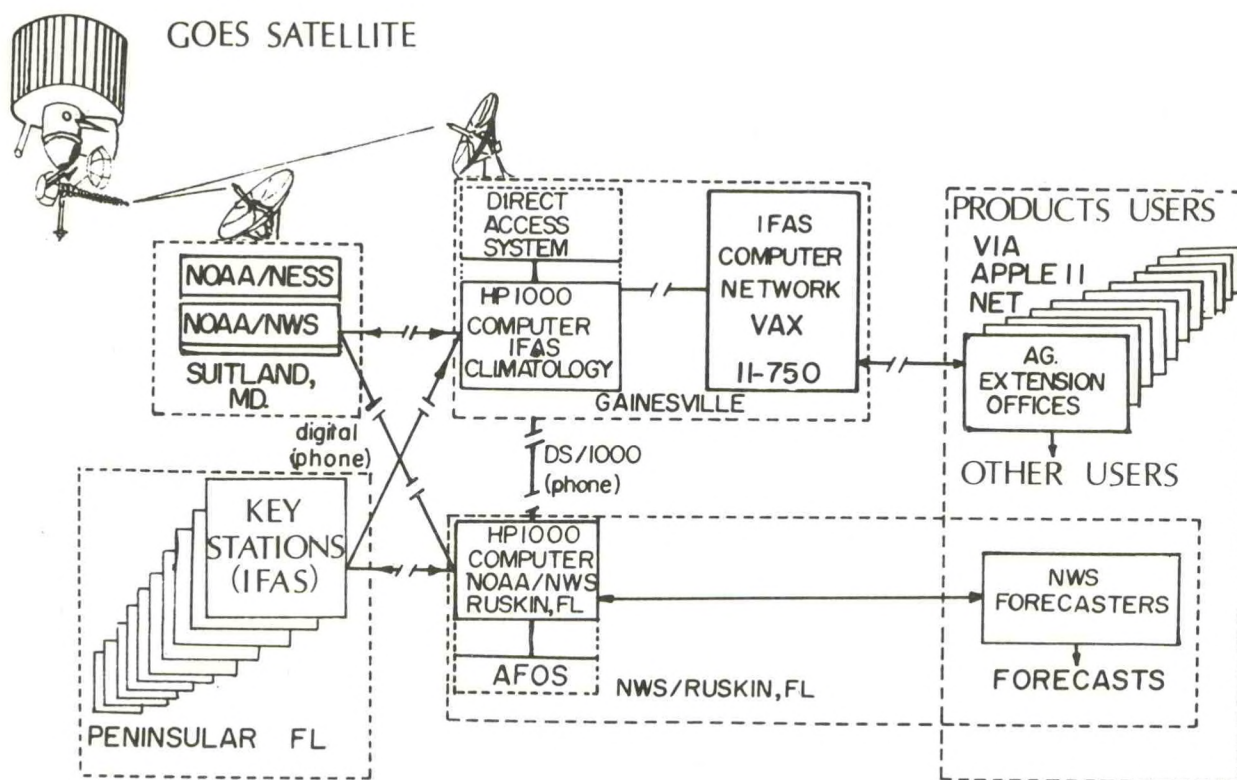 GOES SATELLITE
DIRECT
ACCESS
SYSTEM
HP1000
COMPUTER
IFAS
CLIMATOLOGY
IFAS
COMPUTER
NETWORK
VAX
11-750
GAINESVILLE
PRODUCTS USERS
VIA
APPLE II
NET
AG.
EXTENSION
OFFICES
OTHER USERS
NOAA/NESS
NOAA/NWS
SUITLAND,
MD.
digital
(phone)
DS/1000
(phone)
KEY
STATIONS
(IFAS)
PENINSULAR FL
HP1000
COMPUTER
NOAA/NWS
RUSKIN, FL
AFOS
NWS/RUSKIN, FL
NWS
FORECASTERS
FORECASTS